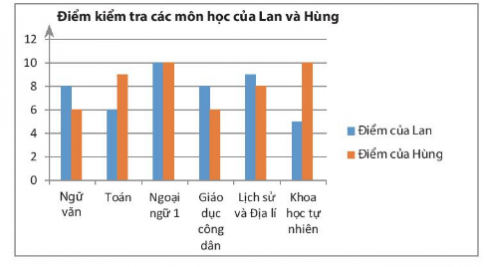 Điểm kiểm tra các môn học của Lan và Hùng
12
10
8
6
4
2
0
Ngữ
văn
Toán
Ngoại
ngữ 1
Giáo
dục
công
dân
Lịch sử
và Địa lí
Khoa
học tự
nhiên
Điểm của Lan
Điểm của Hùng